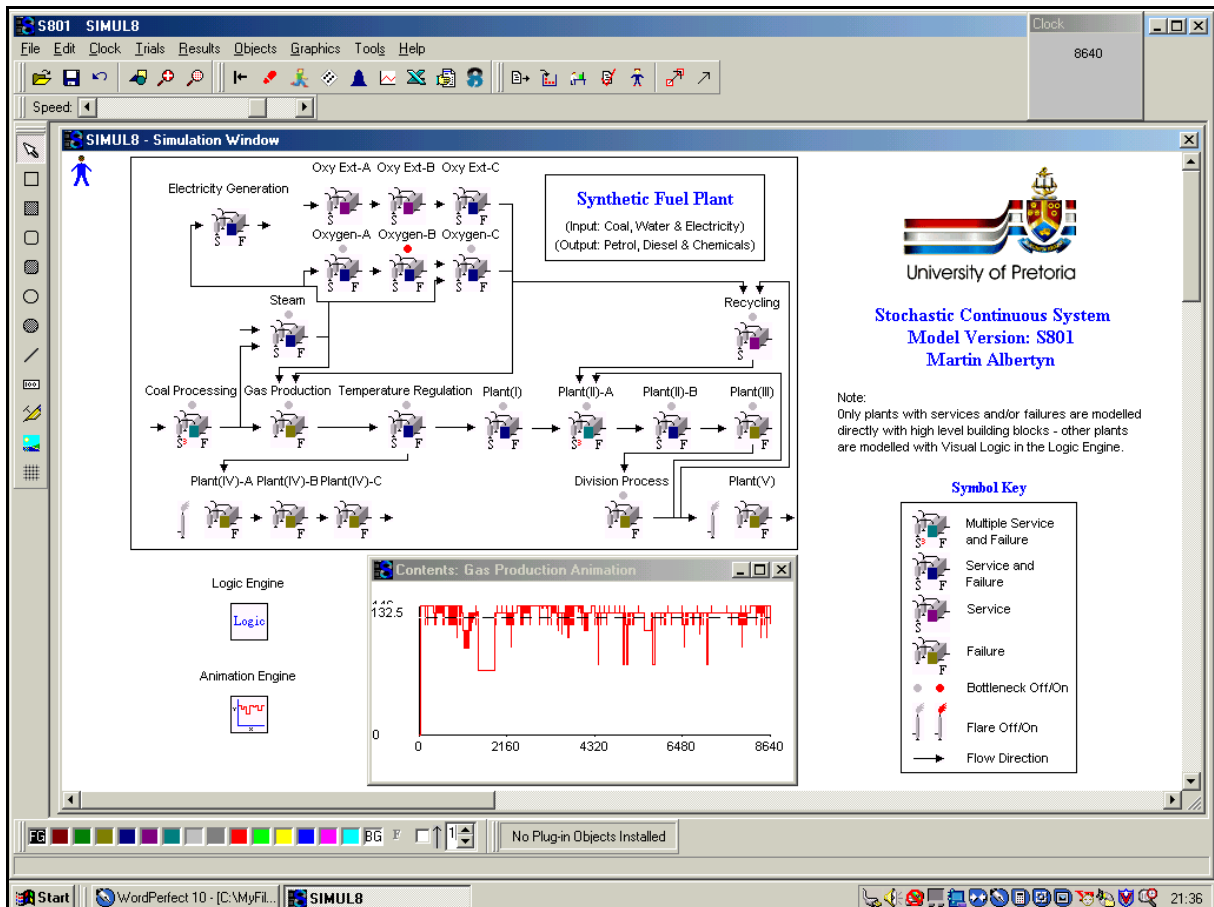 S801 SIMUL8
Clock
8640
File Edit Clock Trials Results Objects Graphics Tools Help
Speed:
SIMUL8 - Simulation Window
Oxy Ext-A Oxy Ext-B Oxy Ext-C
Electricity Generation
S F
S S S F
Oxygen-A Oxygen-B Oxygen-C
S F S F S F
Synthetic Fuel Plant
(Input: Coal, Water & Electricity)
(Output: Petrol, Diesel & Chemicals)
Steam
S F
Recycling
S
Coal Processing Gas Production Temperature Regulation Plant(I) Plant(II)-A Plant(II)-B Plant(III)
S³ F S F F S F S³ F S F F
Plant(IV)-A Plant(IV)-B Plant(IV)-C
F F F
Division Process Plant(V)
F F
University of Pretoria
Stochastic Continuous System
Model Version: S801
Martin Albertyn
Note:
Only plants with services and/or failures are modelled
directly with high level building blocks - other plants
are modelled with Visual Logic in the Logic Engine.
Symbol Key
S³ F Multiple Service
and Failure
S F Service and
Failure
S Service
F Failure
Bottleneck Off/On
Flare Off/On
Flow Direction
Logic Engine
Logic
Animation Engine
Y
X
Contents: Gas Production Animation
132.5
0
0 2160 4320 6480 8640
FG BG F 1
No Plug-in Objects Installed
Start WordPerfect 10 - [C:\MyFil... SIMUL8 21:36